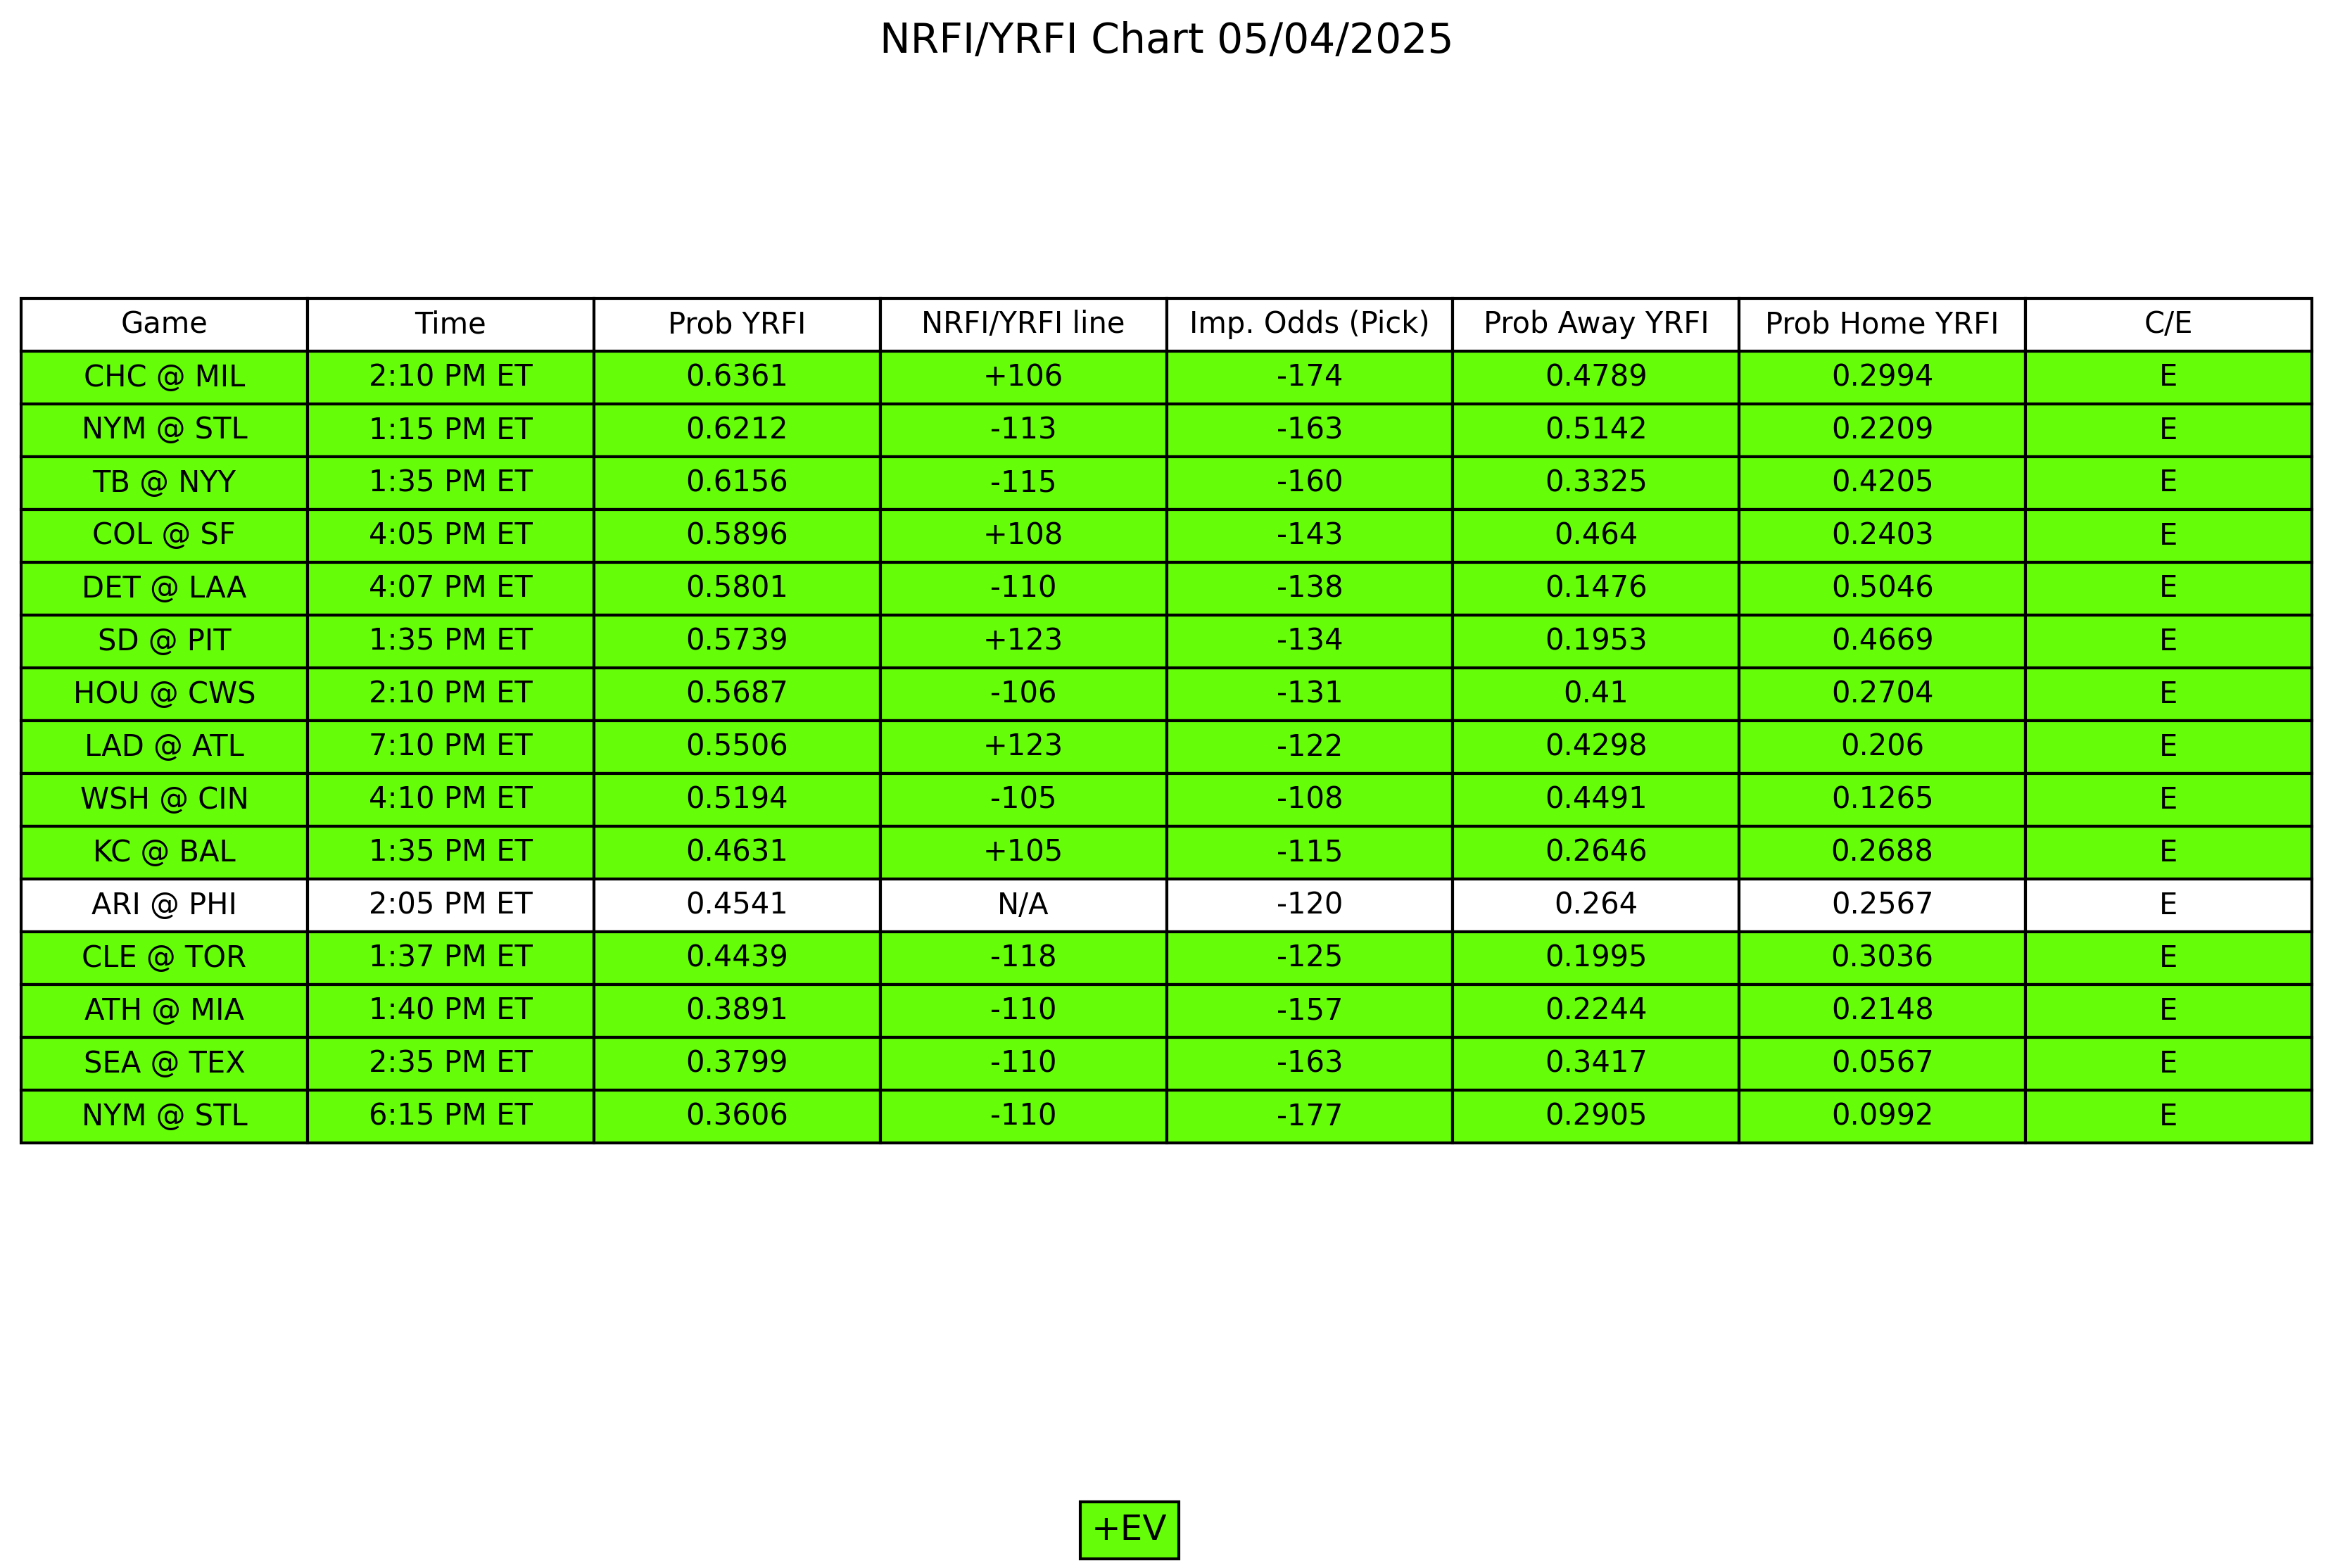 NRFI/YRFI Chart 05/04/2025
Game Time Prob YRFI NRFI/YRFI line Imp. Odds (Pick) Prob Away YRFI Prob Home YRFI C/E
CHC @ MIL 2:10 PM ET 0.6361 +106 -174 0.4789 0.2994 E
NYM @ STL 1:15 PM ET 0.6212 -113 -163 0.5142 0.2209 E
TB @ NYY 1:35 PM ET 0.6156 -115 -160 0.3325 0.4205 E
COL @ SF 4:05 PM ET 0.5896 +108 -143 0.464 0.2403 E
DET @ LAA 4:07 PM ET 0.5801 -110 -138 0.1476 0.5046 E
SD @ PIT 1:35 PM ET 0.5739 +123 -134 0.1953 0.4669 E
HOU @ CWS 2:10 PM ET 0.5687 -106 -131 0.41 0.2704 E
LAD @ ATL 7:10 PM ET 0.5506 +123 -122 0.4298 0.206 E
WSH @ CIN 4:10 PM ET 0.5194 -105 -108 0.4491 0.1265 E
KC @ BAL 1:35 PM ET 0.4631 +105 -115 0.2646 0.2688 E
ARI @ PHI 2:05 PM ET 0.4541 N/A -120 0.264 0.2567 E
CLE @ TOR 1:37 PM ET 0.4439 -118 -125 0.1995 0.3036 E
ATH @ MIA 1:40 PM ET 0.3891 -110 -157 0.2244 0.2148 E
SEA @ TEX 2:35 PM ET 0.3799 -110 -163 0.3417 0.0567 E
NYM @ STL 6:15 PM ET 0.3606 -110 -177 0.2905 0.0992 E
+EV